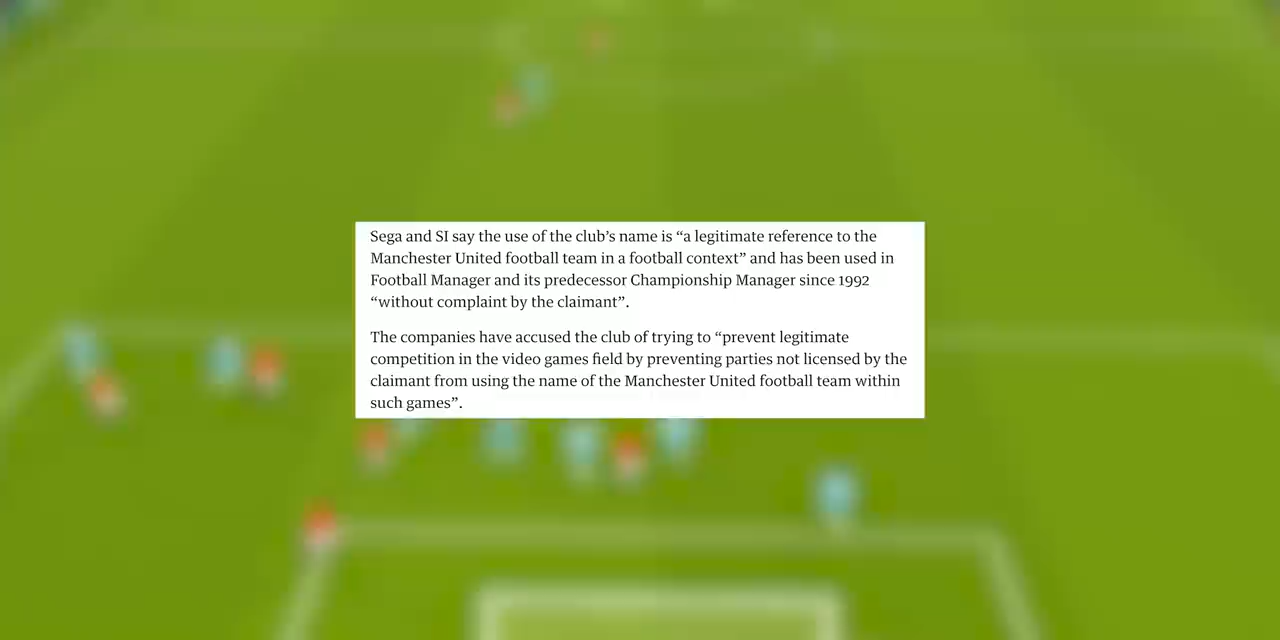 Sega and SI say the use of the club’s name is “a legitimate reference to the
Manchester United football team in a football context” and has been used in
Football Manager and its predecessor Championship Manager since 1992
“without complaint by the claimant”.
The companies have accused the club of trying to “prevent legitimate
competition in the video games field by preventing parties not licensed by the
claimant from using the name of the Manchester United football team within
such games”.